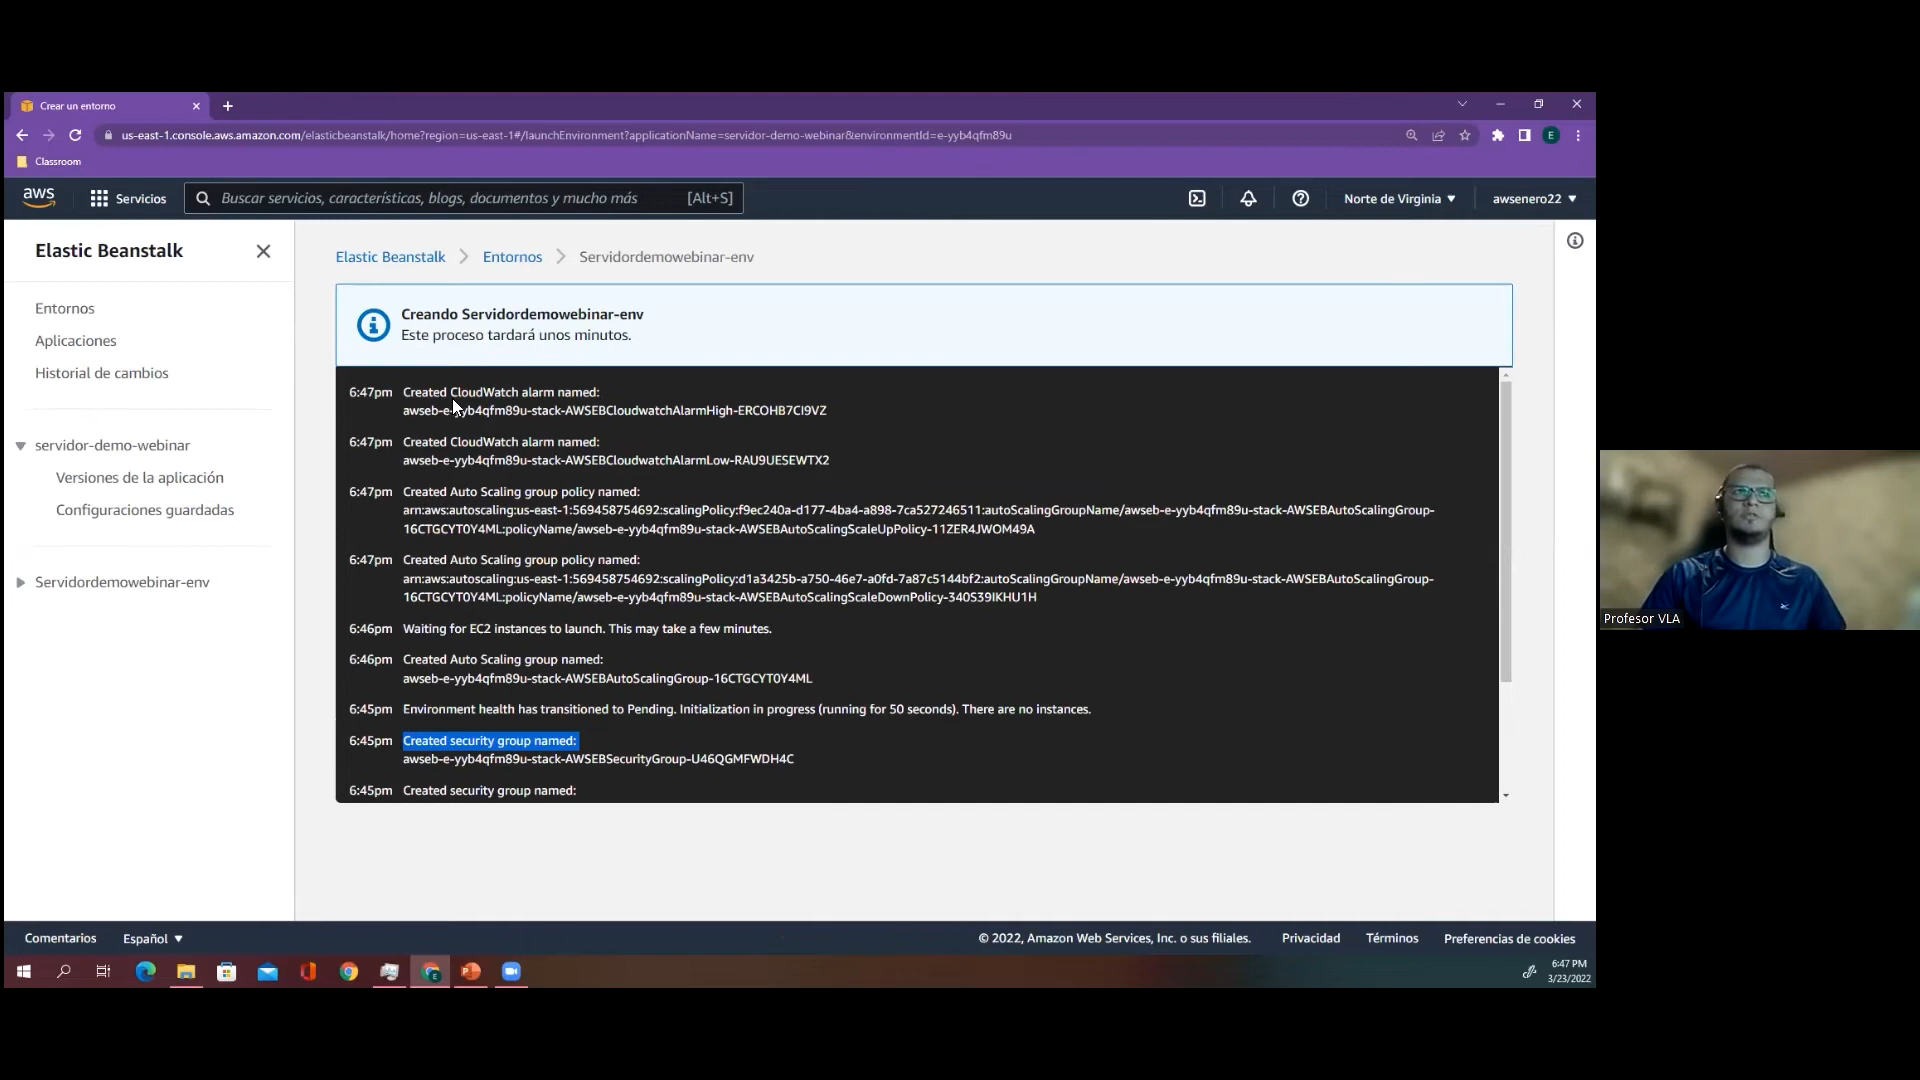 Crear un entorno
us-east-1.console.aws.amazon.com/elasticbeanstalk/home?region=us-east-1#/launchEnvironment?applicationName=servidor-demo-webinar&environmentId=e-yyb4qfm89u
E
Classroom
aws
Servicios
Buscar servicios, características, blogs, documentos y mucho más
[Alt+S]
Norte de Virginia
awsenero22
Elastic Beanstalk
Entornos
Aplicaciones
Historial de cambios
servidor-demo-webinar
Versiones de la aplicación
Configuraciones guardadas
Servidordemowebinar-env
Elastic Beanstalk
Entornos
Servidordemowebinar-env
Creando Servidordemowebinar-env
Este proceso tardará unos minutos.
6:47pm Created CloudWatch alarm named:
awseb-e-yyb4qfm89u-stack-AWSEBCloudwatchAlarmHigh-ERCOHB7CI9VZ
6:47pm Created CloudWatch alarm named:
awseb-e-yyb4qfm89u-stack-AWSEBCloudwatchAlarmLow-RAU9UESEWTX2
6:47pm Created Auto Scaling group policy named:
arn:aws:autoscaling:us-east-1:569458754692:scalingPolicy:f9ec240a-d177-4ba4-a898-7ca527246511:autoScalingGroupName/awseb-e-yyb4qfm89u-stack-AWSEBAutoScalingGroup-
16CTGCYT0Y4ML:policyName/awseb-e-yyb4qfm89u-stack-AWSEBAutoScalingScaleUpPolicy-11ZER4JWOM49A
6:47pm Created Auto Scaling group policy named:
arn:aws:autoscaling:us-east-1:569458754692:scalingPolicy:d1a3425b-a750-46e7-a0fd-7a87c5144bf2:autoScalingGroupName/awseb-e-yyb4qfm89u-stack-AWSEBAutoScalingGroup-
16CTGCYT0Y4ML:policyName/awseb-e-yyb4qfm89u-stack-AWSEBAutoScalingScaleDownPolicy-340S39IKHU1H
6:46pm Waiting for EC2 instances to launch. This may take a few minutes.
6:46pm Created Auto Scaling group named:
awseb-e-yyb4qfm89u-stack-AWSEBAutoScalingGroup-16CTGCYT0Y4ML
6:45pm Environment health has transitioned to Pending. Initialization in progress (running for 50 seconds). There are no instances.
6:45pm Created security group named:
awseb-e-yyb4qfm89u-stack-AWSEBSecurityGroup-U46QGMFWDH4C
6:45pm Created security group named:
Comentarios
Español
© 2022, Amazon Web Services, Inc. o sus filiales.
Privacidad
Términos
Preferencias de cookies
6:47 PM
3/23/2022
Profesor VLA